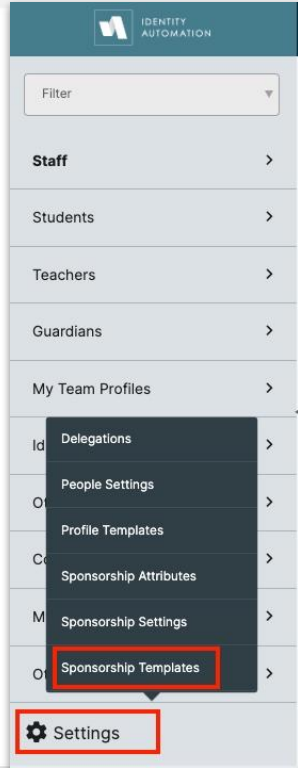 IDENTITY
AUTOMATION
Filter
Staff
Students
Teachers
Guardians
My Team Profiles
Id
Delegations
People Settings
Profile Templates
Sponsorship Attributes
M
Sponsorship Settings
Sponsorship Templates
Settings